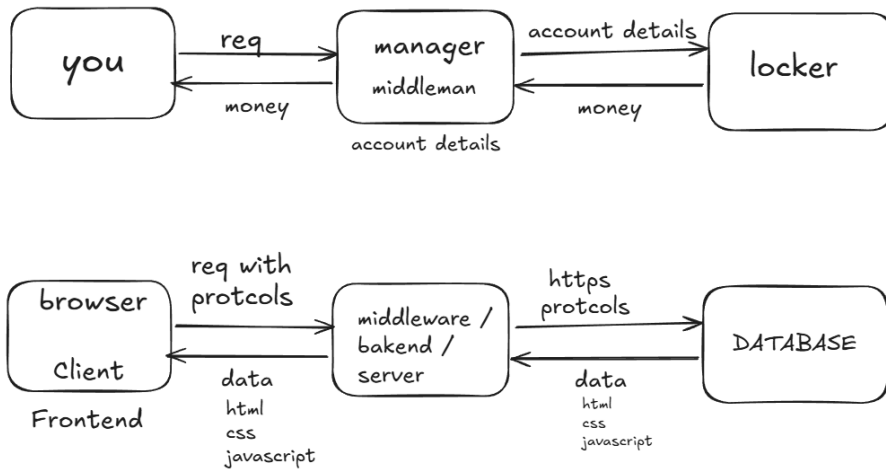 you
req
money
manager
middleman
account details
account details
money
locker
browser
Client
Frontend
req with
protcols
data
html
css
javascript
middleware /
bakend /
server
https
protcols
data
html
css
javascript
DATABASE